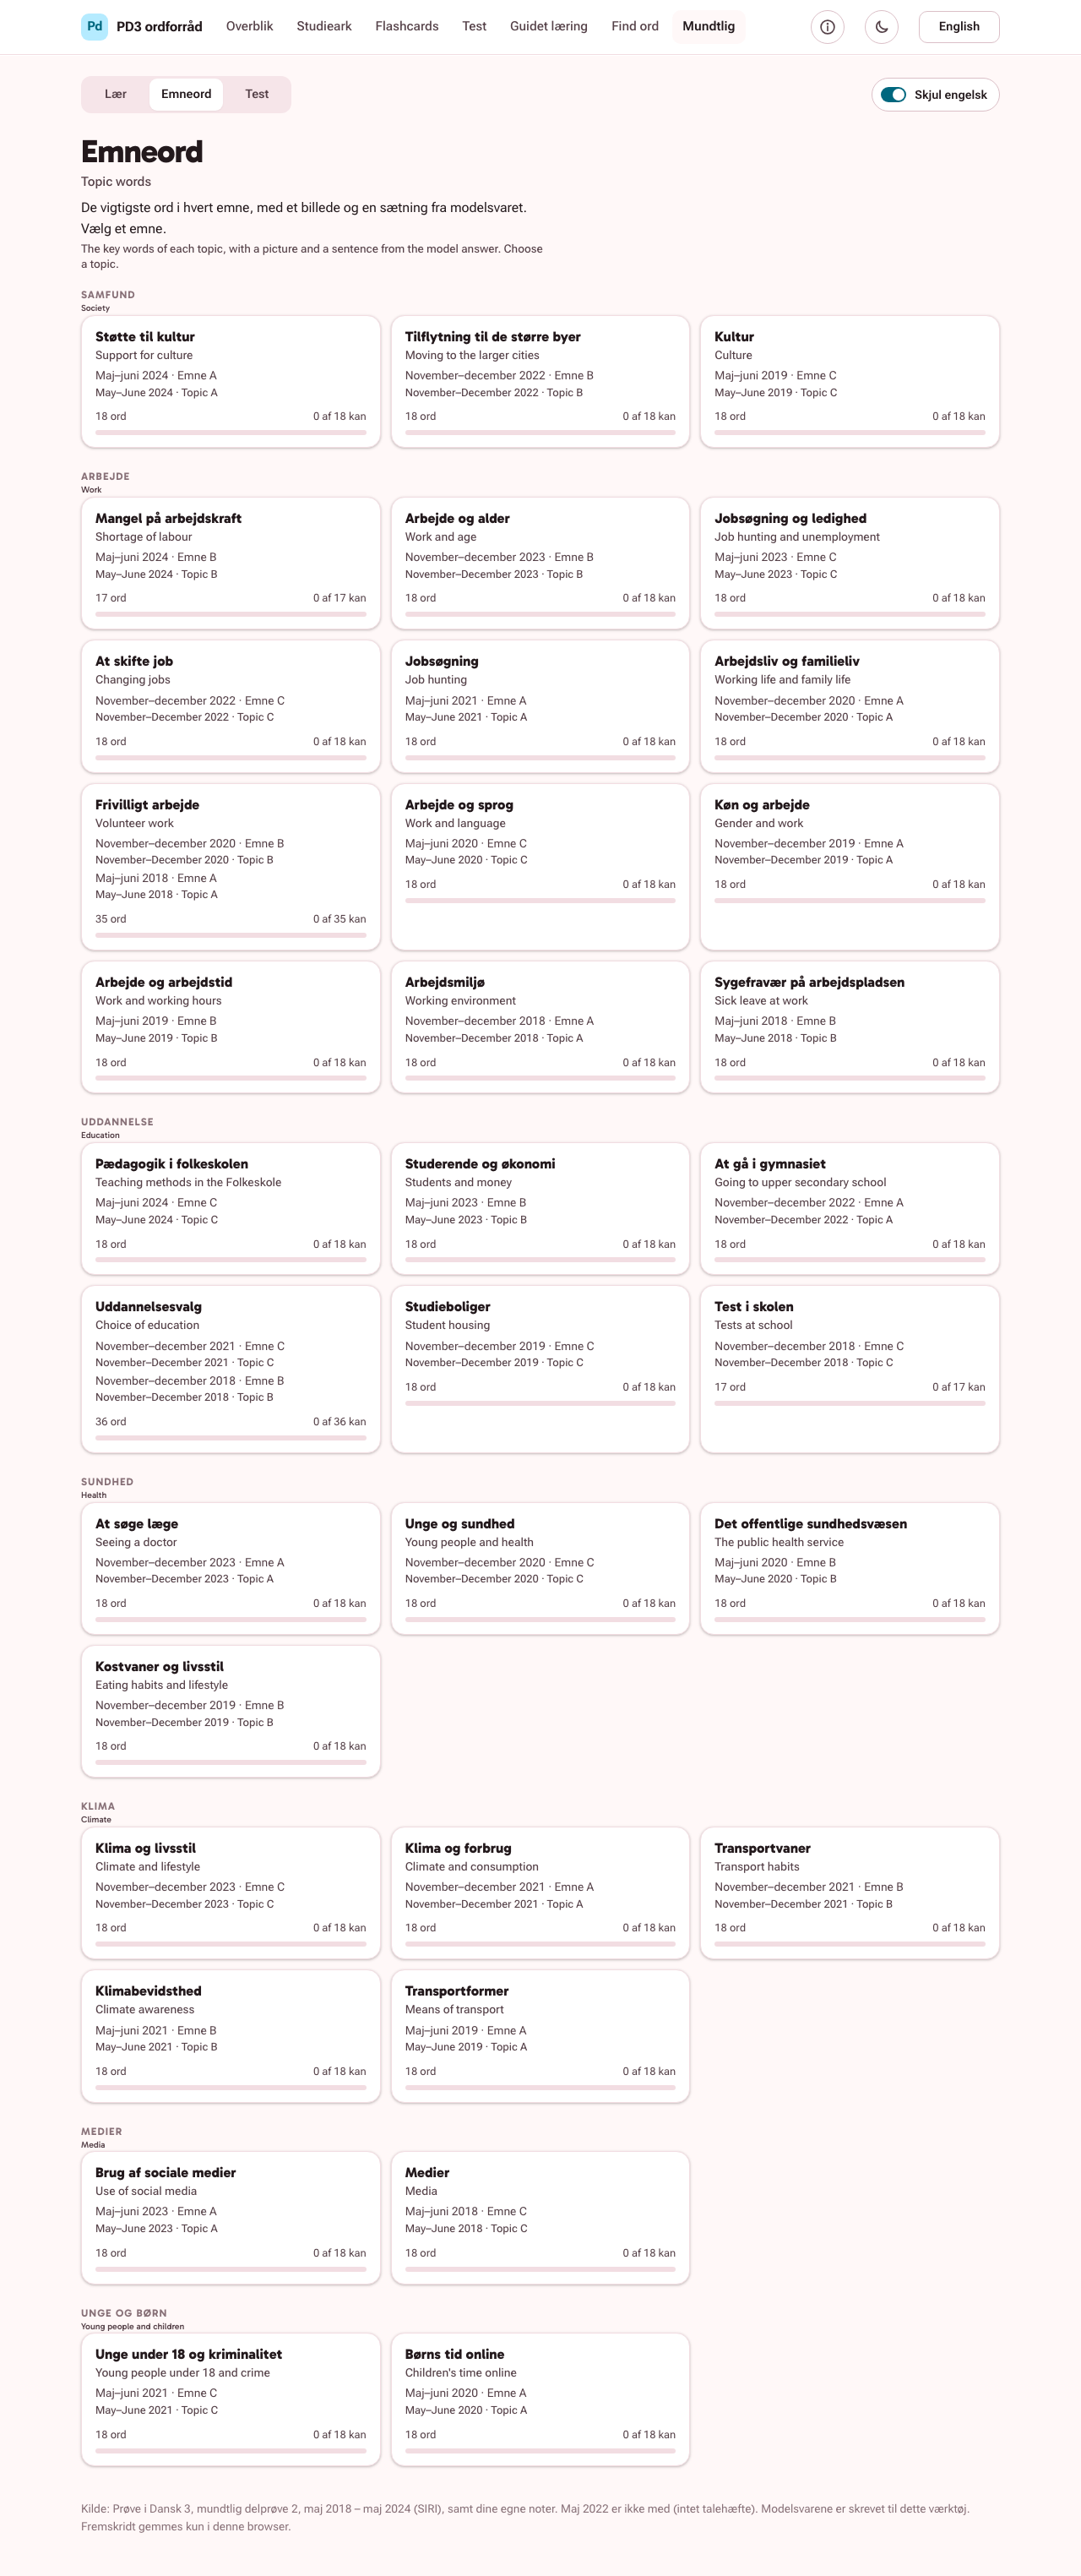 Pd PD3 ordforråd Overblik Studieark Flashcards Test Guidet læring Find ord Mundtlig English
Lær Emneord Test Skjul engelsk
Emneord
Topic words
De vigtigste ord i hvert emne, med et billede og en sætning fra modelsvaret.
Vælg et emne.
The key words of each topic, with a picture and a sentence from the model answer. Choose
a topic.
SAMFUND
Society
Støtte til kultur
Support for culture
Maj–juni 2024 · Emne A
May–June 2024 · Topic A
18 ord 0 af 18 kan
Tilflytning til de større byer
Moving to the larger cities
November–december 2022 · Emne B
November–December 2022 · Topic B
18 ord 0 af 18 kan
Kultur
Culture
Maj–juni 2019 · Emne C
May–June 2019 · Topic C
18 ord 0 af 18 kan
ARBEJDE
Work
Mangel på arbejdskraft
Shortage of labour
Maj–juni 2024 · Emne B
May–June 2024 · Topic B
17 ord 0 af 17 kan
Arbejde og alder
Work and age
November–december 2023 · Emne B
November–December 2023 · Topic B
18 ord 0 af 18 kan
Jobsøgning og ledighed
Job hunting and unemployment
Maj–juni 2023 · Emne C
May–June 2023 · Topic C
18 ord 0 af 18 kan
At skifte job
Changing jobs
November–december 2022 · Emne C
November–December 2022 · Topic C
18 ord 0 af 18 kan
Jobsøgning
Job hunting
Maj–juni 2021 · Emne A
May–June 2021 · Topic A
18 ord 0 af 18 kan
Arbejdsliv og familieliv
Working life and family life
November–december 2020 · Emne A
November–December 2020 · Topic A
18 ord 0 af 18 kan
Frivilligt arbejde
Volunteer work
November–december 2020 · Emne B
November–December 2020 · Topic B
Maj–juni 2018 · Emne A
May–June 2018 · Topic A
35 ord 0 af 35 kan
Arbejde og sprog
Work and language
Maj–juni 2020 · Emne C
May–June 2020 · Topic C
18 ord 0 af 18 kan
Køn og arbejde
Gender and work
November–december 2019 · Emne A
November–December 2019 · Topic A
18 ord 0 af 18 kan
Arbejde og arbejdstid
Work and working hours
Maj–juni 2019 · Emne B
May–June 2019 · Topic B
18 ord 0 af 18 kan
Arbejdsmiljø
Working environment
November–december 2018 · Emne A
November–December 2018 · Topic A
18 ord 0 af 18 kan
Sygefravær på arbejdspladsen
Sick leave at work
Maj–juni 2018 · Emne B
May–June 2018 · Topic B
18 ord 0 af 18 kan
UDDANNELSE
Education
Pædagogik i folkeskolen
Teaching methods in the Folkeskole
Maj–juni 2024 · Emne C
May–June 2024 · Topic C
18 ord 0 af 18 kan
Studerende og økonomi
Students and money
Maj–juni 2023 · Emne B
May–June 2023 · Topic B
18 ord 0 af 18 kan
At gå i gymnasiet
Going to upper secondary school
November–december 2022 · Emne A
November–December 2022 · Topic A
18 ord 0 af 18 kan
Uddannelsesvalg
Choice of education
November–december 2021 · Emne C
November–December 2021 · Topic C
November–december 2018 · Emne B
November–December 2018 · Topic B
36 ord 0 af 36 kan
Studieboliger
Student housing
November–december 2019 · Emne C
November–December 2019 · Topic C
18 ord 0 af 18 kan
Test i skolen
Tests at school
November–december 2018 · Emne C
November–December 2018 · Topic C
17 ord 0 af 17 kan
SUNDHED
Health
At søge læge
Seeing a doctor
November–december 2023 · Emne A
November–December 2023 · Topic A
18 ord 0 af 18 kan
Unge og sundhed
Young people and health
November–december 2020 · Emne C
November–December 2020 · Topic C
18 ord 0 af 18 kan
Det offentlige sundhedsvæsen
The public health service
Maj–juni 2020 · Emne B
May–June 2020 · Topic B
18 ord 0 af 18 kan
Kostvaner og livsstil
Eating habits and lifestyle
November–december 2019 · Emne B
November–December 2019 · Topic B
18 ord 0 af 18 kan
KLIMA
Climate
Klima og livsstil
Climate and lifestyle
November–december 2023 · Emne C
November–December 2023 · Topic C
18 ord 0 af 18 kan
Klima og forbrug
Climate and consumption
November–december 2021 · Emne A
November–December 2021 · Topic A
18 ord 0 af 18 kan
Transportvaner
Transport habits
November–december 2021 · Emne B
November–December 2021 · Topic B
18 ord 0 af 18 kan
Klimabevidsthed
Climate awareness
Maj–juni 2021 · Emne B
May–June 2021 · Topic B
18 ord 0 af 18 kan
Transportformer
Means of transport
Maj–juni 2019 · Emne A
May–June 2019 · Topic A
18 ord 0 af 18 kan
MEDIER
Media
Brug af sociale medier
Use of social media
Maj–juni 2023 · Emne A
May–June 2023 · Topic A
18 ord 0 af 18 kan
Medier
Media
Maj–juni 2018 · Emne C
May–June 2018 · Topic C
18 ord 0 af 18 kan
UNGE OG BØRN
Young people and children
Unge under 18 og kriminalitet
Young people under 18 and crime
Maj–juni 2021 · Emne C
May–June 2021 · Topic C
18 ord 0 af 18 kan
Børns tid online
Children's time online
Maj–juni 2020 · Emne A
May–June 2020 · Topic A
18 ord 0 af 18 kan
Kilde: Prøve i Dansk 3, mundtlig delprøve 2, maj 2018 – maj 2024 (SIRI), samt dine egne noter. Maj 2022 er ikke med (intet talehæfte). Modelsvarene er skrevet til dette værktøj.
Fremskridt gemmes kun i denne browser.